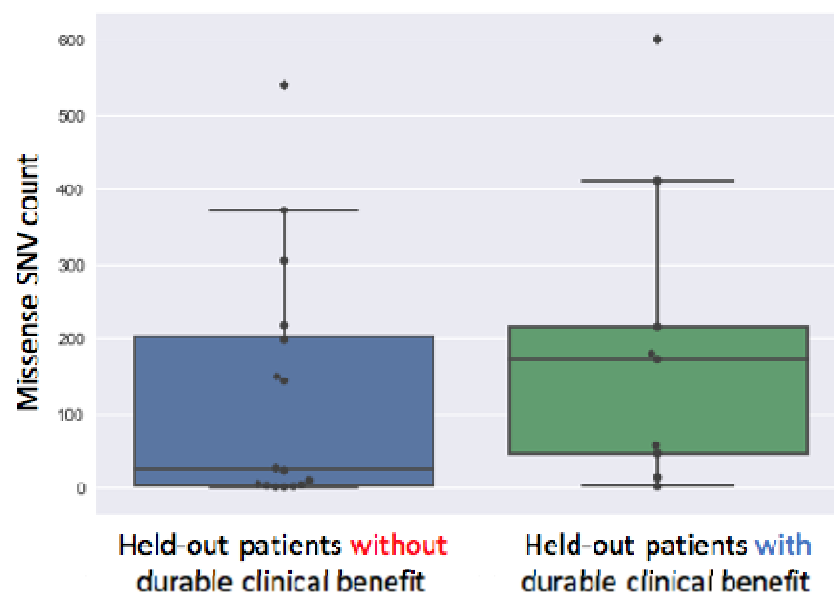 600
500
400
300
200
100
0
Missense SNV count
Held-out patients without
durable clinical benefit
Held-out patients with
durable clinical benefit